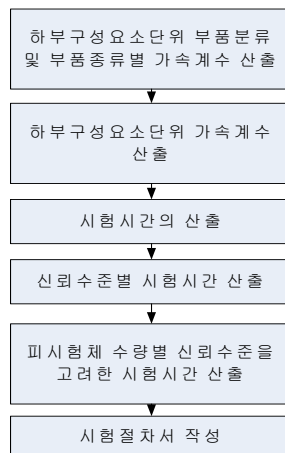 하부구성요소단위 부품분류
및 부품종류별 가속계수 산출
하부구성요소단위 가속계수
산출
시험시간의 산출
신뢰수준별 시험시간 산출
피시험체 수량별 신뢰수준을
고려한 시험시간 산출
시험절차서 작성